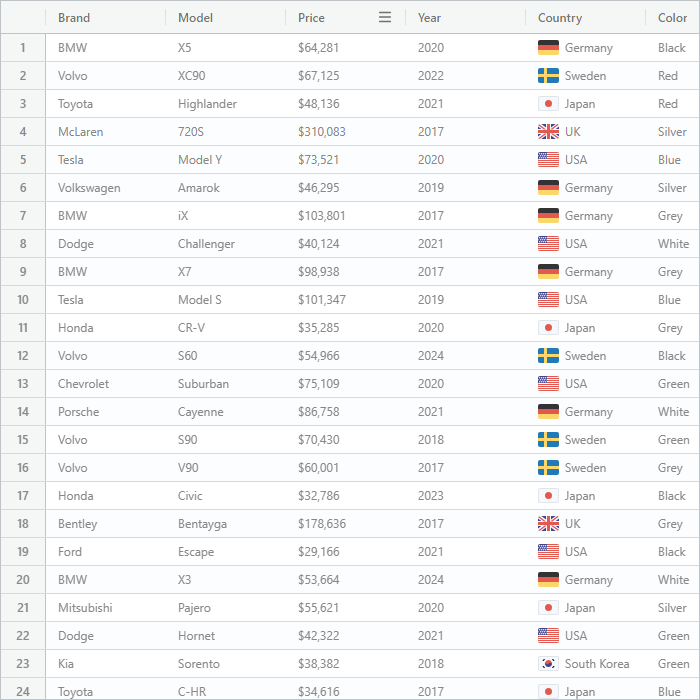 Brand Model Price Year Country Color
1 BMW X5 $64,281 2020 Germany Black
2 Volvo XC90 $67,125 2022 Sweden Red
3 Toyota Highlander $48,136 2021 Japan Red
4 McLaren 720S $310,083 2017 UK Silver
5 Tesla Model Y $73,521 2020 USA Blue
6 Volkswagen Amarok $46,295 2019 Germany Silver
7 BMW iX $103,801 2017 Germany Grey
8 Dodge Challenger $40,124 2021 USA White
9 BMW X7 $98,938 2017 Germany Grey
10 Tesla Model S $101,347 2019 USA Blue
11 Honda CR-V $35,285 2020 Japan Grey
12 Volvo S60 $54,966 2024 Sweden Black
13 Chevrolet Suburban $75,109 2020 USA Green
14 Porsche Cayenne $86,758 2021 Germany White
15 Volvo S90 $70,430 2018 Sweden Green
16 Volvo V90 $60,001 2017 Sweden Grey
17 Honda Civic $32,786 2023 Japan Black
18 Bentley Bentayga $178,636 2017 UK Grey
19 Ford Escape $29,166 2021 USA Black
20 BMW X3 $53,664 2024 Germany White
21 Mitsubishi Pajero $55,621 2020 Japan Silver
22 Dodge Hornet $42,322 2021 USA Green
23 Kia Sorento $38,382 2018 South Korea Green
24 Toyota C-HR $34,616 2017 Japan Blue